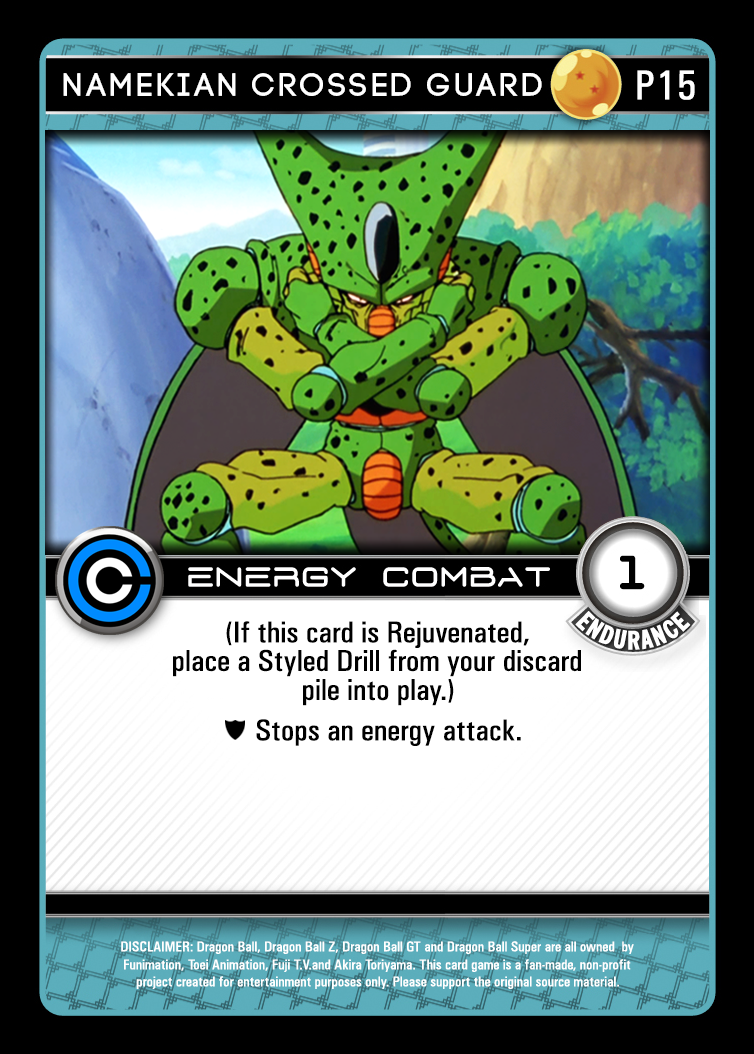 NAMEKIAN CROSSED GUARD P15
ENERGY COMBAT
1
ENDURANCE
(If this card is Rejuvenated,
place a Styled Drill from your discard
pile into play.)
Stops an energy attack.
DISCLAIMER: Dragon Ball, Dragon Ball Z, Dragon Ball GT and Dragon Ball Super are all owned by
Funimation, Toei Animation, Fuji T.V.and Akira Toriyama. This card game is a fan-made, non-profit
project created for entertainment purposes only. Please support the original source material.